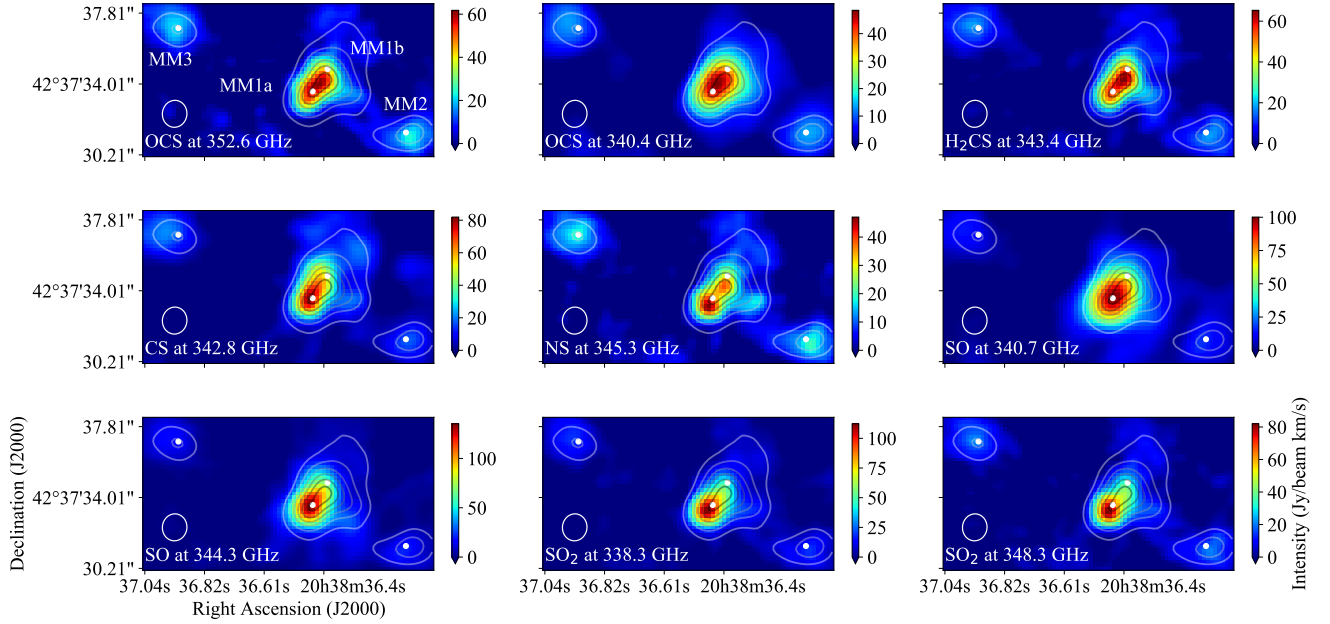 37.81"
42°37'34.01"
30.21"
MM3
MM1b
MM1a
MM2
OCS at 352.6 GHz
60
40
20
0
OCS at 340.4 GHz
40
30
20
10
0
H₂CS at 343.4 GHz
60
40
20
0
37.81"
42°37'34.01"
30.21"
CS at 342.8 GHz
80
60
40
20
0
NS at 345.3 GHz
40
30
20
10
0
SO at 340.7 GHz
100
75
50
25
0
37.81"
42°37'34.01"
30.21"
SO at 344.3 GHz
100
50
0
SO₂ at 338.3 GHz
100
75
50
25
0
SO₂ at 348.3 GHz
80
60
40
20
0
37.04s 36.82s 36.61s 20h38m36.4s
37.04s 36.82s 36.61s 20h38m36.4s
37.04s 36.82s 36.61s 20h38m36.4s
Right Ascension (J2000)
Declination (J2000)
Intensity (Jy/beam km/s)